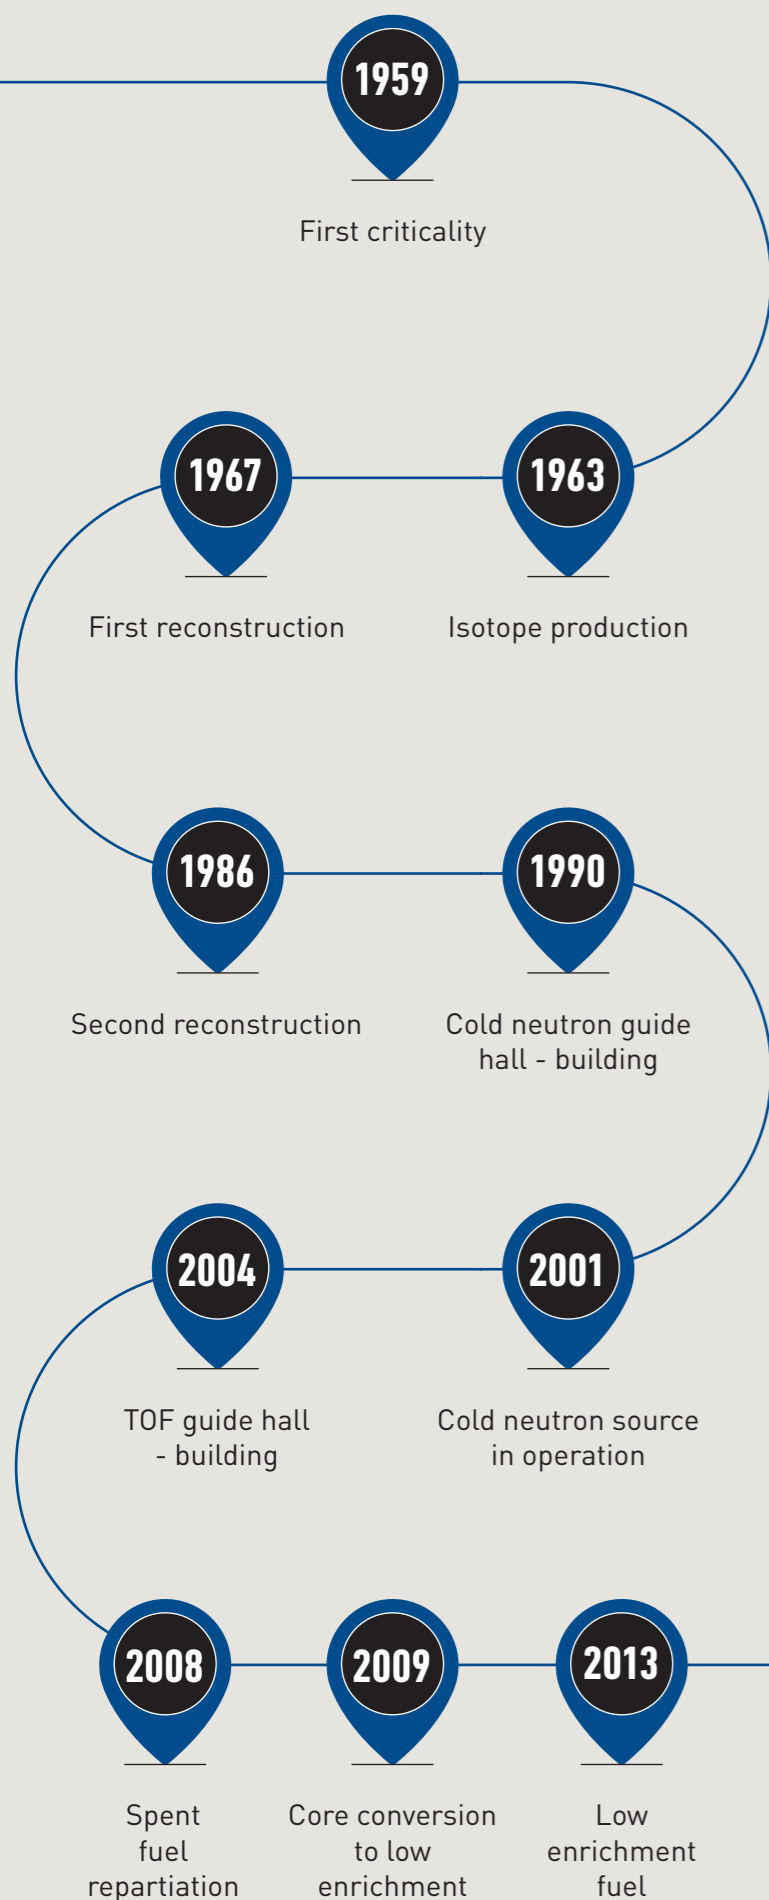 1959
First criticality
1963
Isotope production
1967
First reconstruction
1986
Second reconstruction
1990
Cold neutron guide
hall - building
2001
Cold neutron source
in operation
2004
TOF guide hall
- building
2008
Spent
fuel
repartiation
2009
Core conversion
to low
enrichment
2013
Low
enrichment
fuel